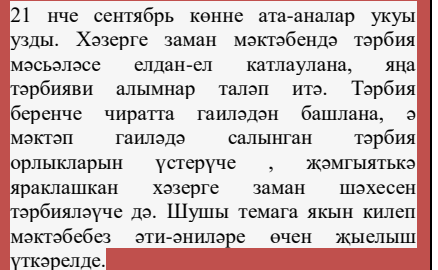 21 нче сентябрь көнне ата-аналар укуы
узды. Хәзерге заман мәктәбендә тәрбия
мәсьәләсе елдан-ел катлаулана, яңа
тәрбияви алымнар таләп итә. Тәрбия
беренче чиратта гаиләдән башлана, ә
мәктәп гаиләдә салынган тәрбия
орлыкларын үстерүче , җәмгыятькә
яраклашкан хәзерге заман шәхесен
тәрбияләүче дә. Шушы темага якын килеп
мәктәбебез әти-әниләре өчен җыелыш
үткәрелде.